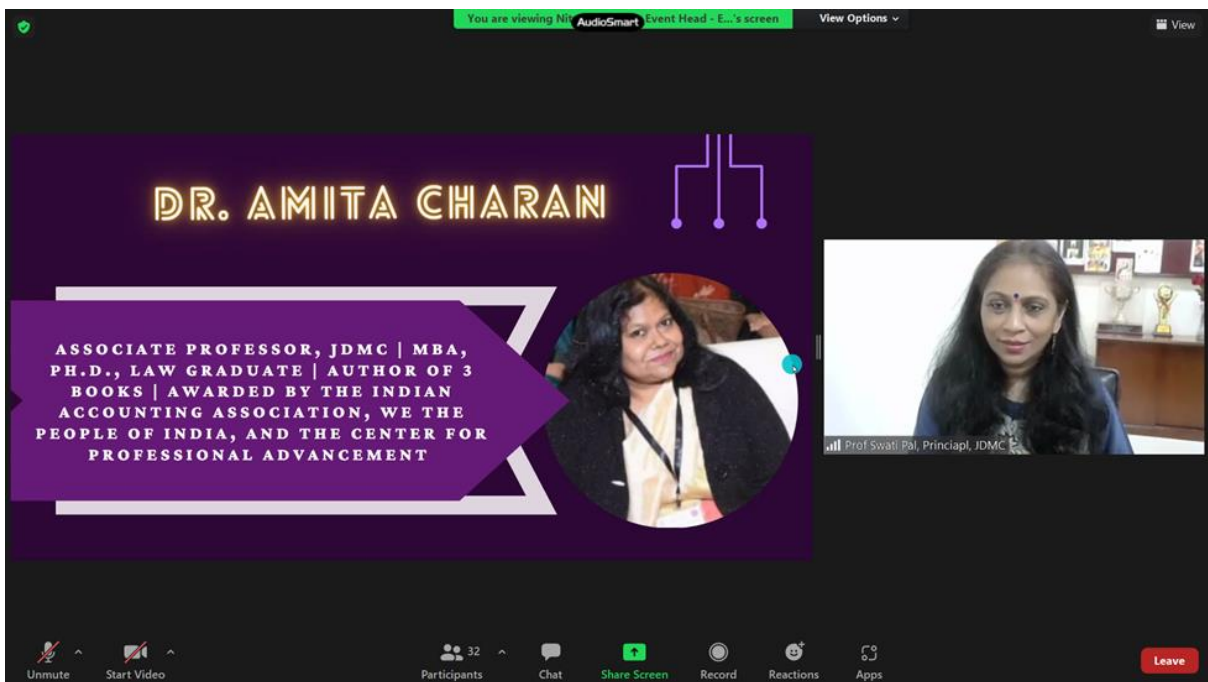 You are viewing Nit
AudioSmart
Event Head - E...'s screen
View Options
View
DR. AMITA CHARAN
ASSOCIATE PROFESSOR, JDMC | MBA,
PH.D., LAW GRADUATE | AUTHOR OF 3
BOOKS | AWARDED BY THE INDIAN
ACCOUNTING ASSOCIATION, WE THE
PEOPLE OF INDIA, AND THE CENTER FOR
PROFESSIONAL ADVANCEMENT
Prof Swati Pal, Princiapl, JDMC
Unmute
Start Video
32
Participants
Chat
Share Screen
Record
Reactions
Apps
Leave